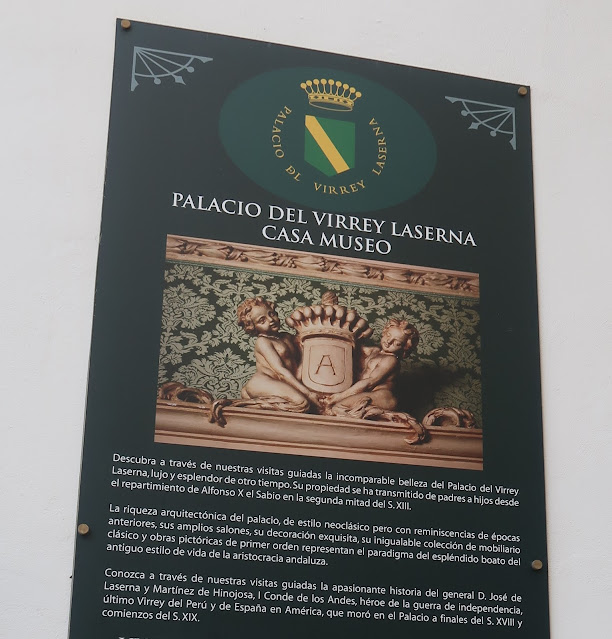 PALACIO DL VIRREY LASERNA
PALACIO DEL VIRREY LASERNA
CASA MUSEO
A
Descubra a través de nuestras visitas guiadas la incomparable belleza del Palacio del Virrey
Laserna, lujo y esplendor de otro tiempo. Su propiedad se ha transmitido de padres a hijos desde
el repartimiento de Alfonso X el Sabio en la segunda mitad del S. XIII.
La riqueza arquitectónica del palacio, de estilo neoclásico pero con reminiscencias de épocas
anteriores, sus amplios salones, su decoración exquisita, su inigualable colección de mobiliario
clásico y obras pictóricas de primer orden representan el paradigma del espléndido boato del
antiguo estilo de vida de la aristocracia andaluza.
Conozca a través de nuestras visitas guiadas la apasionante historia del general D. José de
Laserna y Martínez de Hinojosa, I Conde de los Andes, héroe de la guerra de independencia,
último Virrey del Perú y de España en América, que moró en el Palacio a finales del S. XVIII y
comienzos del S. XIX.